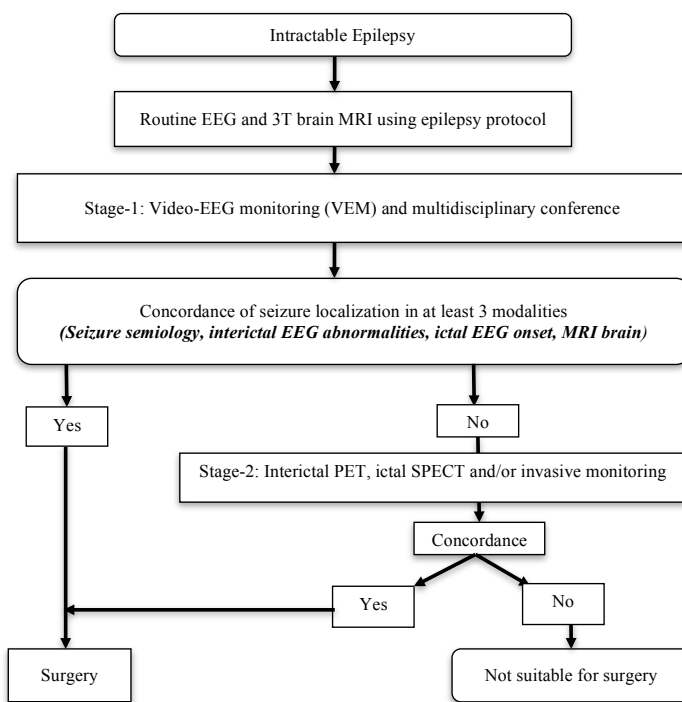 Intractable Epilepsy
Routine EEG and 3T brain MRI using epilepsy protocol
Stage-1: Video-EEG monitoring (VEM) and multidisciplinary conference
Concordance of seizure localization in at least 3 modalities
(Seizure semiology, interictal EEG abnormalities, ictal EEG onset, MRI brain)
Yes
No
Stage-2: Interictal PET, ictal SPECT and/or invasive monitoring
Concordance
Yes
No
Surgery
Not suitable for surgery